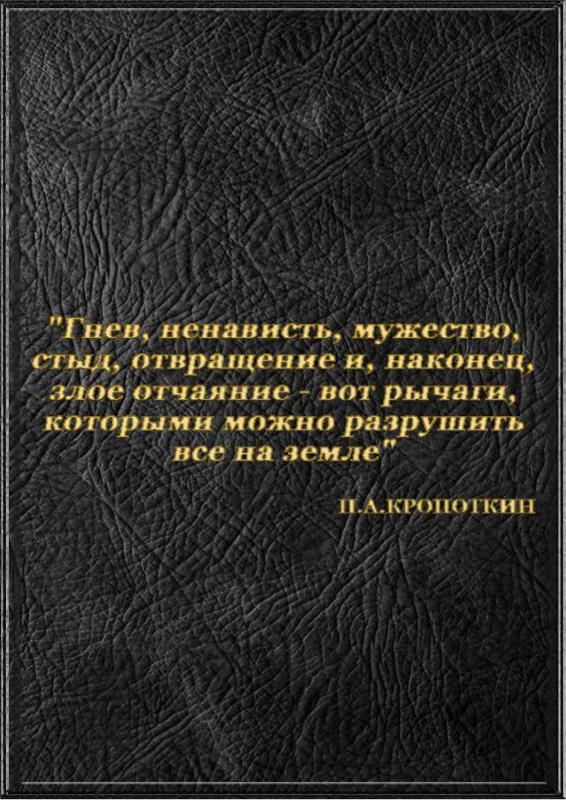 "Гнев, ненависть, мужество,
стыд, отвращение и, наконец,
злое отчаяние - вот рычаги,
которыми можно разрушить
все на земле"
П.А.КРОПОТКИН